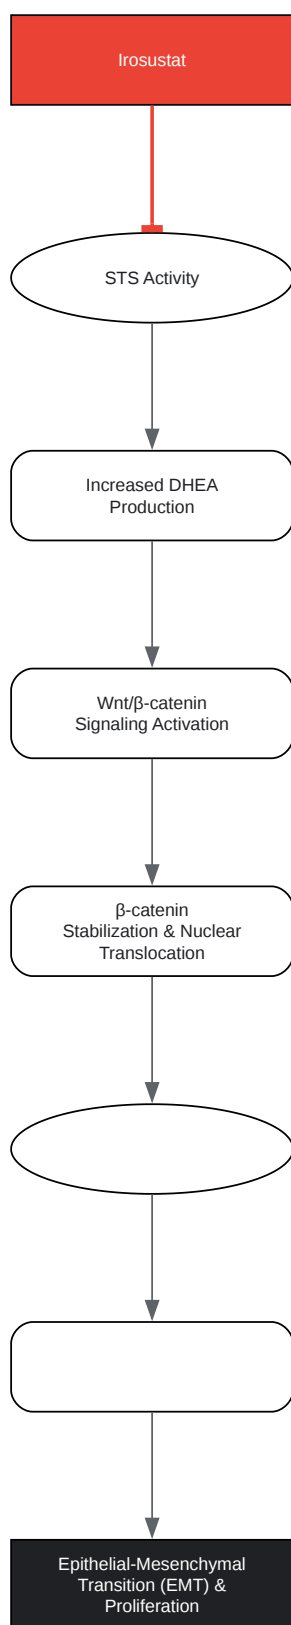 Irosustat
STS Activity
Increased DHEA
Production
Wnt/β-catenin
Signaling Activation
β-catenin
Stabilization & Nuclear
Translocation
Epithelial-Mesenchymal
Transition (EMT) &
Proliferation